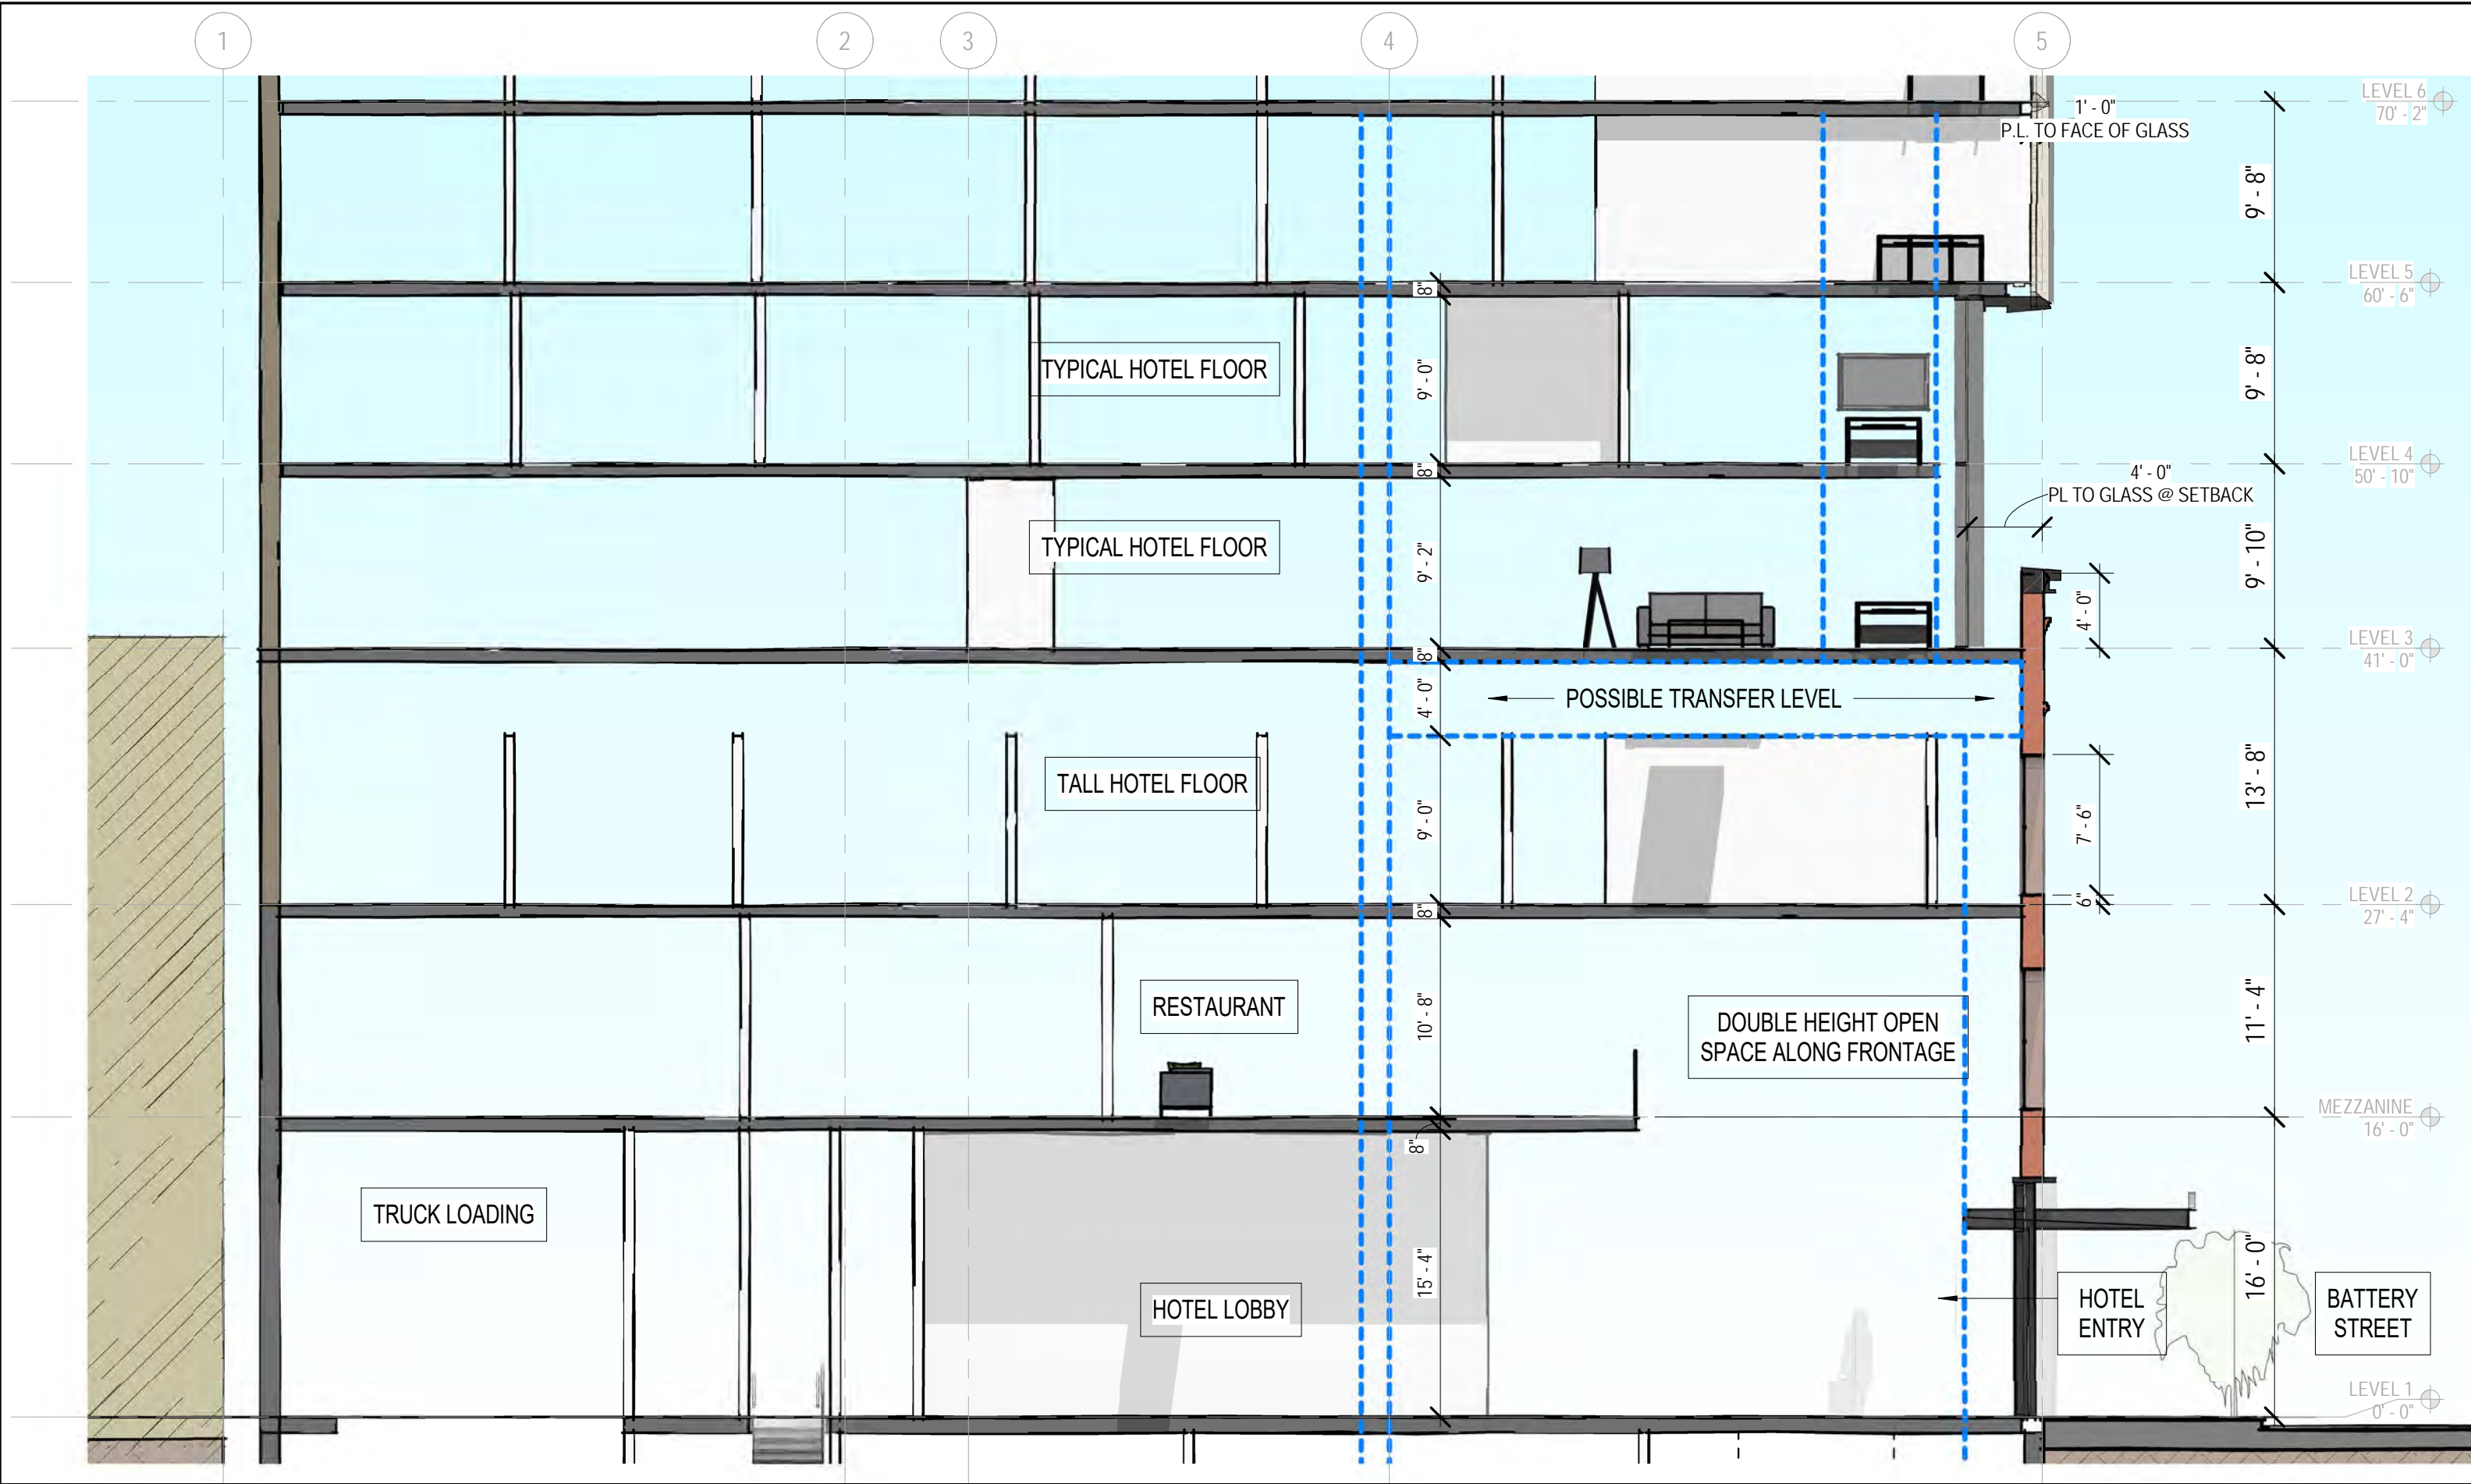 1
2
3
4
5
LEVEL 6
70' - 2"
1' - 0"
P.L. TO FACE OF GLASS
9' - 8"
LEVEL 5
60' - 6"
8"
TYPICAL HOTEL FLOOR
9' - 0"
9' - 8"
LEVEL 4
50' - 10"
8"
4' - 0"
PL TO GLASS @ SETBACK
TYPICAL HOTEL FLOOR
9' - 2"
9' - 10"
4' - 0"
LEVEL 3
41' - 0"
8"
4' - 0"
POSSIBLE TRANSFER LEVEL
TALL HOTEL FLOOR
9' - 0"
7' - 6"
13' - 8"
6"
LEVEL 2
27' - 4"
8"
RESTAURANT
10' - 8"
DOUBLE HEIGHT OPEN
SPACE ALONG FRONTAGE
11' - 4"
MEZZANINE
16' - 0"
8"
TRUCK LOADING
15' - 4"
HOTEL LOBBY
HOTEL
ENTRY
16' - 0"
BATTERY
STREET
LEVEL 1
0' - 0"